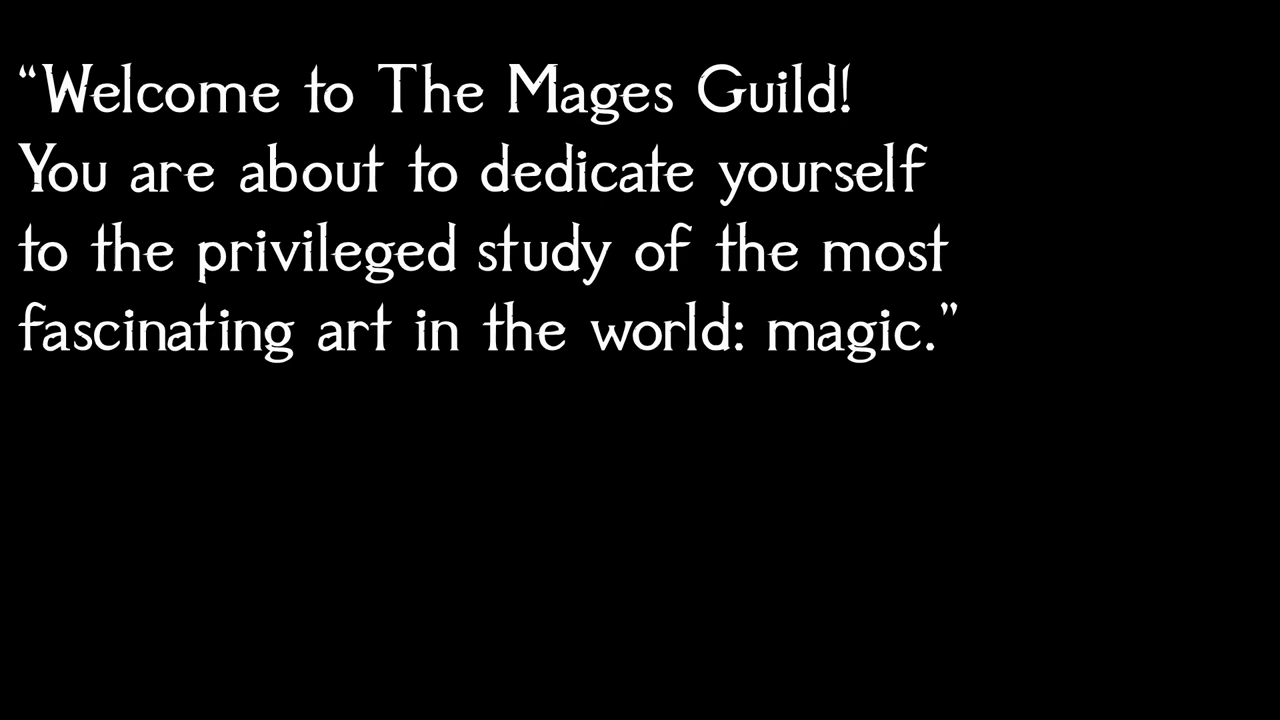 “Welcome to The Mages Guild!
You are about to dedicate yourself
to the privileged study of the most
fascinating art in the world: magic.”